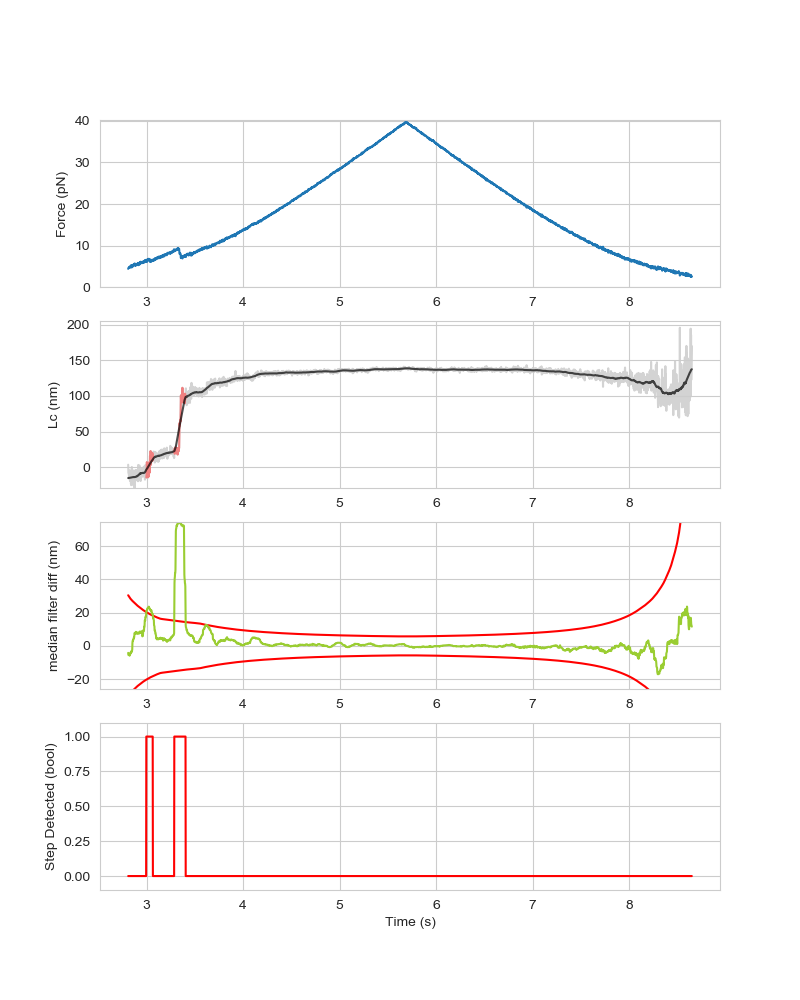 40
30
20
10
0
Force (pN)
3 4 5 6 7 8
200
150
100
50
0
Lc (nm)
3 4 5 6 7 8
60
40
20
0
−20
median filter diff (nm)
3 4 5 6 7 8
1.00
0.75
0.50
0.25
0.00
Step Detected (bool)
3 4 5 6 7 8
Time (s)